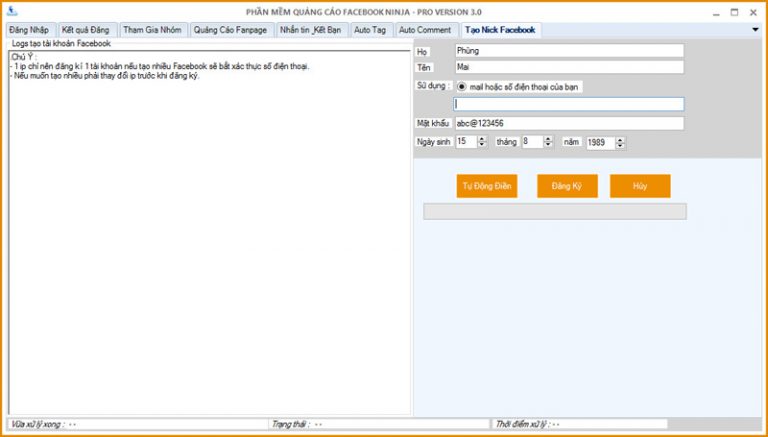 PHẦN MỀM QUẢNG CÁO FACEBOOK NINJA - PRO VERSION 3.0
Đăng Nhập Kết quả Đăng Tham Gia Nhóm Quảng Cáo Fanpage Nhắn tin _Kết Bạn Auto Tag Auto Comment Tạo Nick Facebook
Logs tạo tài khoản Facebook
Chú Ý :
- 1 ip chỉ nên đăng kí 1 tài khoản nếu tạo nhiều Facebook sẽ bắt xác thực số điện thoại.
- Nếu muốn tạo nhiều phải thay đổi ip trước khi đăng ký.
Họ Phùng
Tên Mai
Sử dụng : mail hoặc số điện thoại của bạn
Mật khẩu abc@123456
Ngày sinh 15 tháng 8 năm 1989
Tự Động Điền Đăng Ký Hủy
Vừa xử lý xong : -- Trạng thái : -- Thời điểm xử lý : --